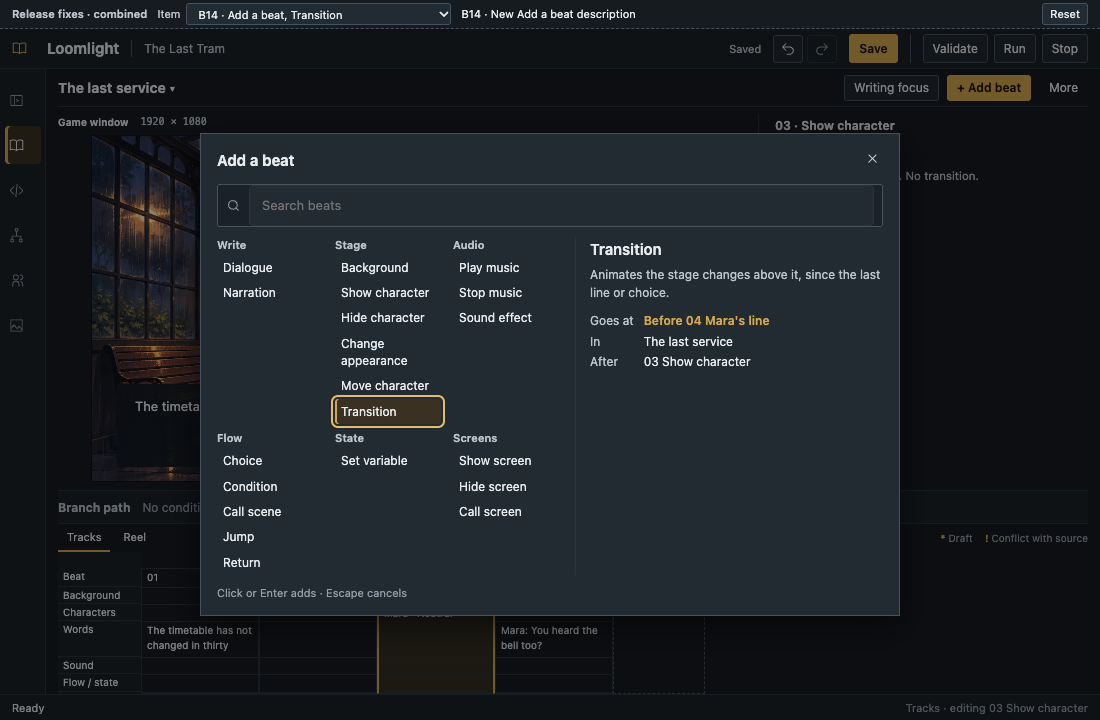 Release fixes · combined Item B14 · Add a beat, Transition B14 · New Add a beat description Reset
Loomlight The Last Tram Saved Save Validate Run Stop
The last service ▾ Writing focus + Add beat More
Game window 1920 × 1080
03 · Show character
. No transition.
Add a beat
Search beats
Write Stage Audio
Dialogue Background Play music
Narration Show character Stop music
Hide character Sound effect
Change
appearance
Move character
Transition
Flow State Screens
Choice Set variable Show screen
Condition Hide screen
Call scene Call screen
Jump
Return
Transition
Animates the stage changes above it, since the last
line or choice.
Goes at Before 04 Mara's line
In The last service
After 03 Show character
Click or Enter adds · Escape cancels
The timeta
Branch path No conditi
Tracks Reel * Draft ! Conflict with source
Beat 01
Background
Characters
Words The timetable has not
changed in thirty
Mara: You heard the
bell too?
Sound
Flow / state
Ready Tracks · editing 03 Show character